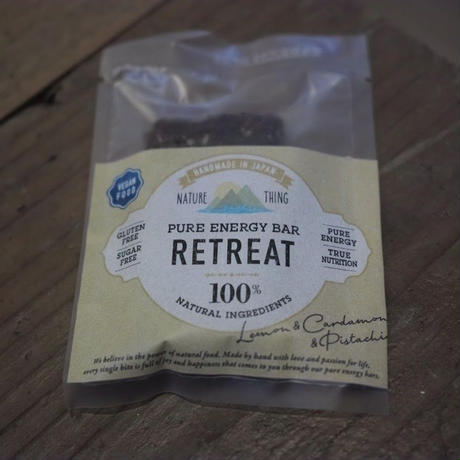 HANDMADE IN JAPAN
NATURE THING
VEGAN
FOOD
PURE ENERGY BAR
RETREAT
GLUTEN
FREE
SUGAR
FREE
PURE
ENERGY
TRUE
NUTRITION
100%
NATURAL INGREDIENTS
Lemon & Cardamon
& Pistachi
We believe in the power of natural food. Made by hand with love and passion for life,
every single bite is full of joy and happiness that comes to you through our pure energy bars.